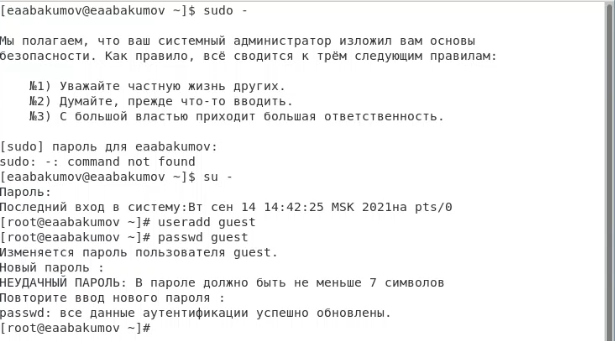 [eaabakumov@eaabakumov ~]$ sudo -
Мы полагаем, что ваш системный администратор изложил вам основы
безопасности. Как правило, всё сводится к трём следующим правилам:
№1) Уважайте частную жизнь других.
№2) Думайте, прежде что-то вводить.
№3) С большой властью приходит большая ответственность.
[sudo] пароль для eaabakumov:
sudo: -: command not found
[eaabakumov@eaabakumov ~]$ su -
Пароль:
Последний вход в систему:Вт сен 14 14:42:25 MSK 2021на pts/0
[root@eaabakumov ~]# useradd guest
[root@eaabakumov ~]# passwd guest
Изменяется пароль пользователя guest.
Новый пароль :
НЕУДАЧНЫЙ ПАРОЛЬ: В пароле должно быть не меньше 7 символов
Повторите ввод нового пароля :
passwd: все данные аутентификации успешно обновлены.
[root@eaabakumov ~]#